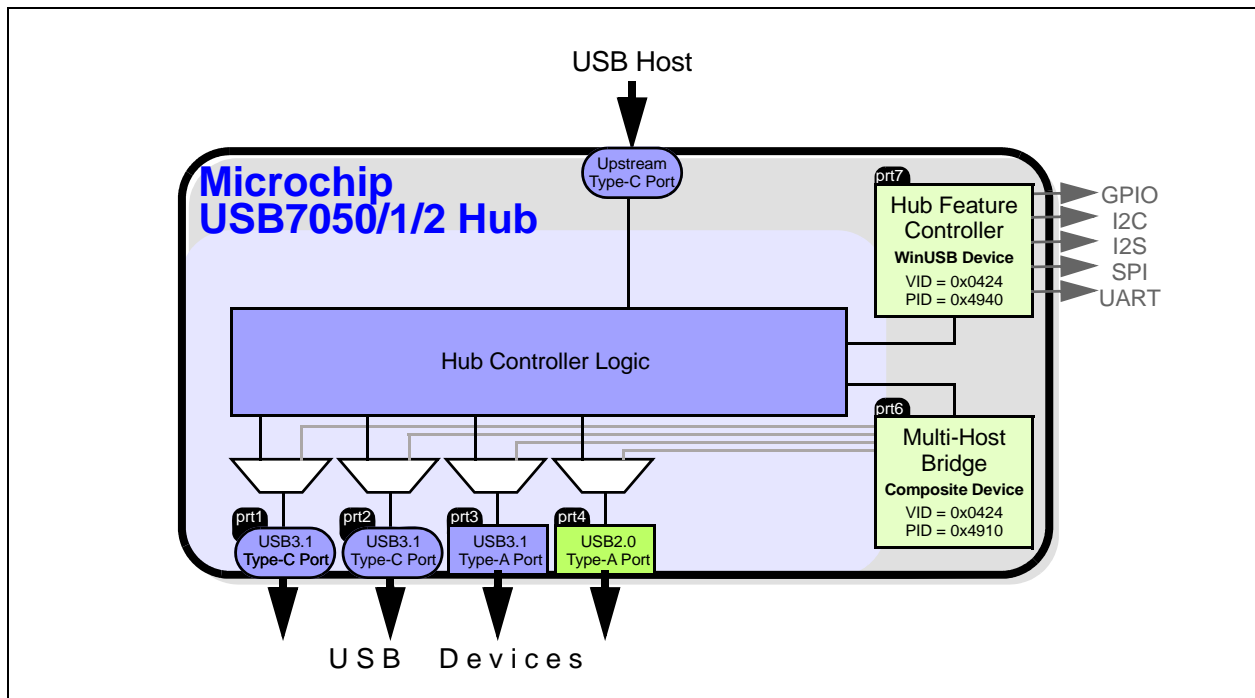 USB Host
Upstream
Type-C Port
Microchip
USB7050/1/2 Hub
prt7
Hub Feature
Controller
WinUSB Device
VID = 0x0424
PID = 0x4940
GPIO
I2C
I2S
SPI
UART
Hub Controller Logic
prt6
Multi-Host
Bridge
Composite Device
VID = 0x0424
PID = 0x4910
prt1
USB3.1
Type-C Port
prt2
USB3.1
Type-C Port
prt3
USB3.1
Type-A Port
prt4
USB2.0
Type-A Port
USB Devices